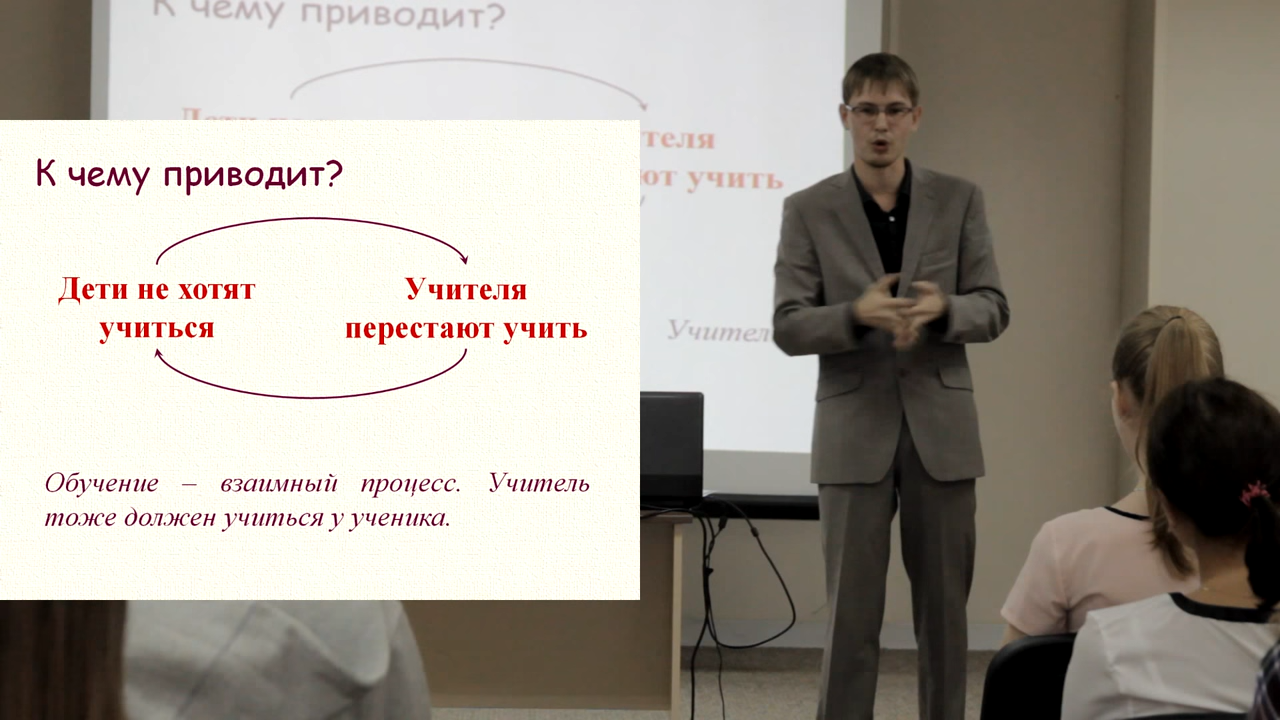 К чему приводит?
теля
ют учить
Учител
К чему приводит?
Дети не хотят
учиться
Учителя
перестают учить
Обучение – взаимный процесс. Учитель
тоже должен учиться у ученика.